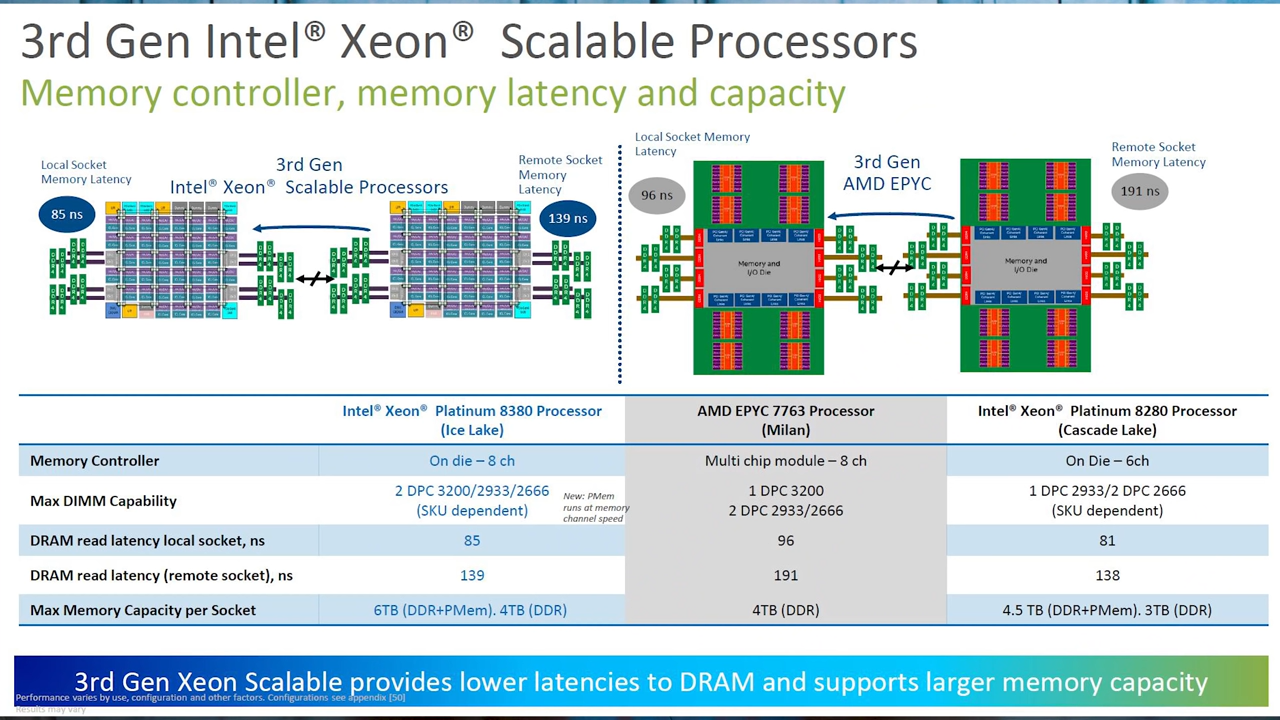 3rd Gen Intel® Xeon® Scalable Processors
Memory controller, memory latency and capacity
Local Socket
Memory Latency
85 ns
3rd Gen
Intel® Xeon® Scalable Processors
Remote Socket
Memory
Latency
139 ns
Local Socket Memory
Latency
96 ns
3rd Gen
AMD EPYC
Remote Socket
Memory Latency
191 ns
Memory and
I/O Die
Memory and
I/O Die
Intel® Xeon® Platinum 8380 Processor
(Ice Lake)
AMD EPYC 7763 Processor
(Milan)
Intel® Xeon® Platinum 8280 Processor
(Cascade Lake)
Memory Controller
On die – 8 ch
Multi chip module – 8 ch
On Die – 6ch
Max DIMM Capability
2 DPC 3200/2933/2666
(SKU dependent)
New: PMem
runs at memory
channel speed
1 DPC 3200
2 DPC 2933/2666
1 DPC 2933/2 DPC 2666
(SKU dependent)
DRAM read latency local socket, ns
85
96
81
DRAM read latency (remote socket), ns
139
191
138
Max Memory Capacity per Socket
6TB (DDR+PMem). 4TB (DDR)
4TB (DDR)
4.5 TB (DDR+PMem). 3TB (DDR)
3rd Gen Xeon Scalable provides lower latencies to DRAM and supports larger memory capacity
Performance varies by use, configuration and other factors. Configurations see appendix [50]
Results may vary